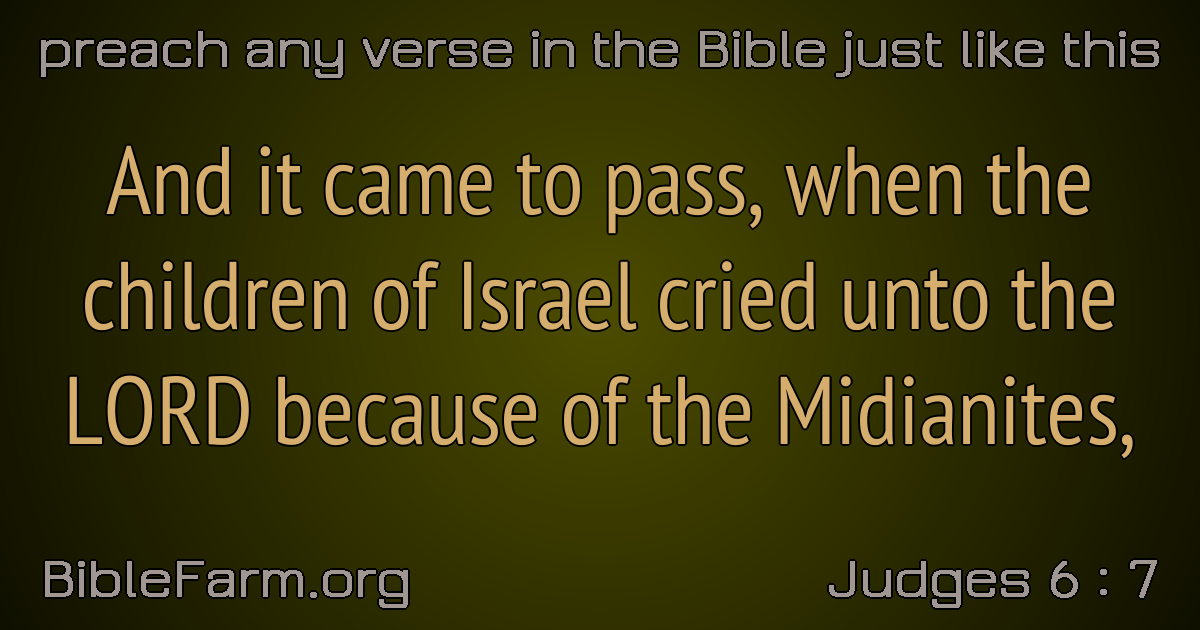 preach any verse in the Bible just like this
And it came to pass, when the
children of Israel cried unto the
LORD because of the Midianites,
BibleFarm.org
Judges 6 : 7